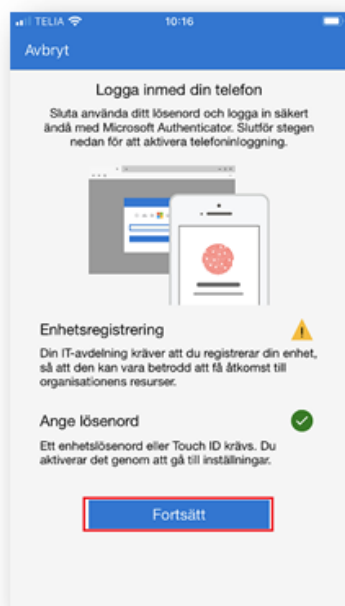 TELIA 10:16
Avbryt
Logga inmed din telefon
Sluta använda ditt lösenord och logga in säkert
ändå med Microsoft Authenticator. Slutför stegen
nedan för att aktivera telefoninloggning.
Enhetsregistrering
Din IT-avdelning kräver att du registrerar din enhet,
så att den kan vara betrodd att få åtkomst till
organisationens resurser.
Ange lösenord
Ett enhetslösenord eller Touch ID krävs. Du
aktiverar det genom att gå till inställningar.
Fortsätt